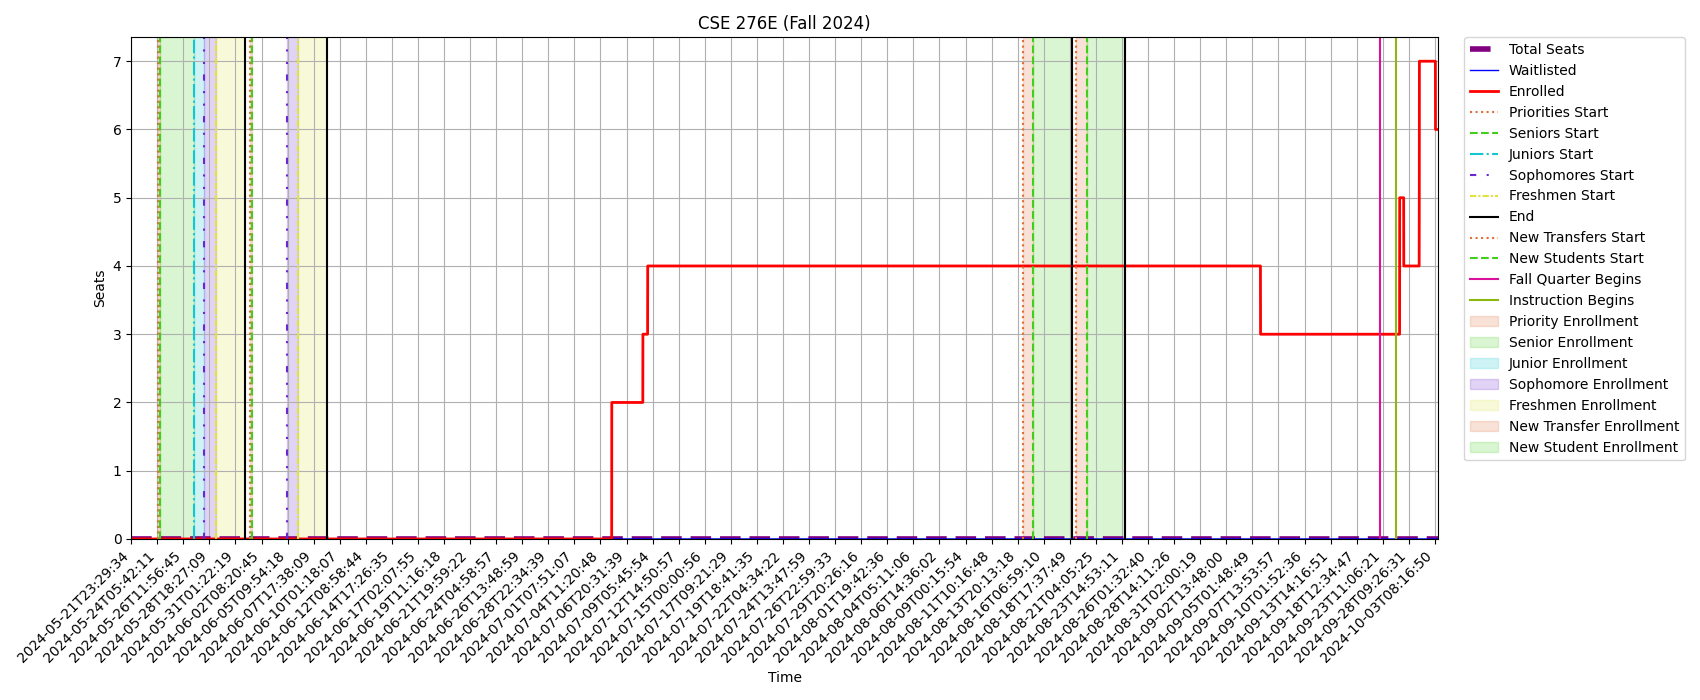 CSE 276E (Fall 2024)
Seats
7
6
5
4
3
2
1
0
2024-05-21T23:29:34
2024-05-24T05:42:11
2024-05-26T11:56:45
2024-05-28T18:27:09
2024-05-31T01:22:19
2024-06-02T08:20:45
2024-06-05T09:54:18
2024-06-07T17:38:09
2024-06-10T01:18:07
2024-06-12T08:58:44
2024-06-14T17:26:35
2024-06-17T02:07:55
2024-06-19T11:16:18
2024-06-21T19:59:22
2024-06-24T04:58:57
2024-06-26T13:48:59
2024-06-28T22:34:39
2024-07-01T07:51:07
2024-07-04T11:20:48
2024-07-06T20:31:39
2024-07-09T05:45:54
2024-07-12T14:50:57
2024-07-15T00:00:56
2024-07-17T09:21:29
2024-07-19T18:41:35
2024-07-22T04:34:22
2024-07-24T13:47:59
2024-07-26T22:59:33
2024-07-29T20:26:16
2024-08-01T19:42:36
2024-08-04T05:11:06
2024-08-06T14:36:02
2024-08-09T00:15:54
2024-08-11T10:16:48
2024-08-13T20:13:18
2024-08-16T06:59:10
2024-08-18T17:37:49
2024-08-21T04:05:25
2024-08-23T14:53:11
2024-08-26T01:32:40
2024-08-28T14:11:26
2024-08-31T02:00:19
2024-09-02T13:48:00
2024-09-05T01:48:49
2024-09-07T13:53:57
2024-09-10T01:52:36
2024-09-13T14:16:51
2024-09-18T12:34:47
2024-09-23T11:06:21
2024-09-28T09:26:31
2024-10-03T08:16:50
Time
Total Seats
Waitlisted
Enrolled
Priorities Start
Seniors Start
Juniors Start
Sophomores Start
Freshmen Start
End
New Transfers Start
New Students Start
Fall Quarter Begins
Instruction Begins
Priority Enrollment
Senior Enrollment
Junior Enrollment
Sophomore Enrollment
Freshmen Enrollment
New Transfer Enrollment
New Student Enrollment